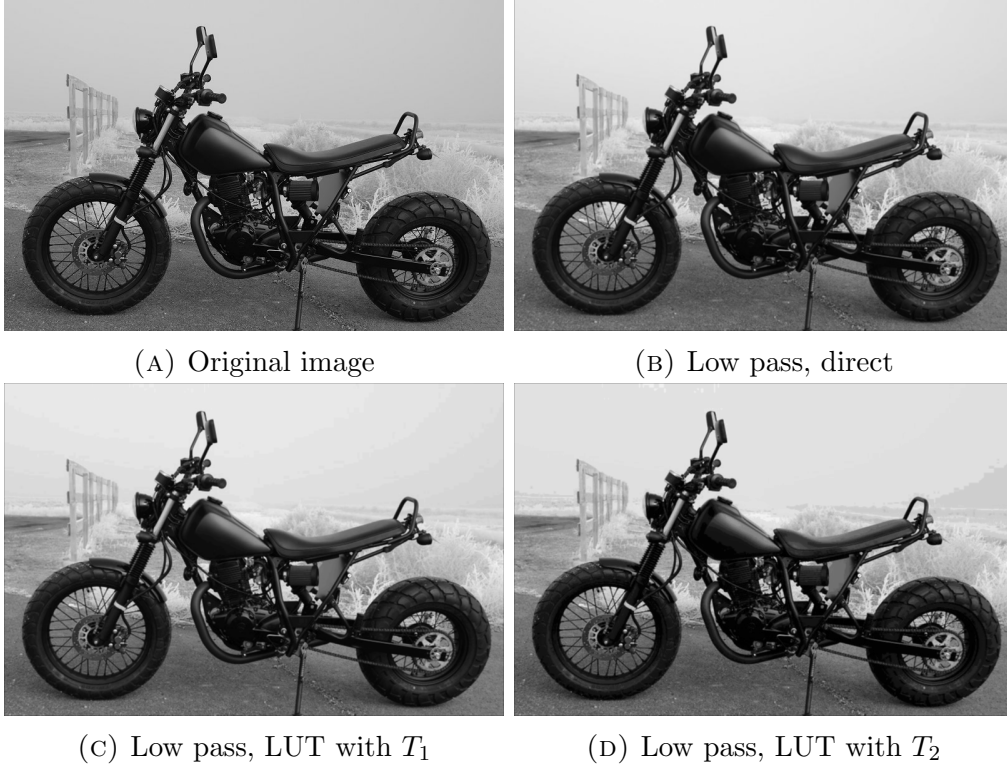 (A) Original image
(B) Low pass, direct
(C) Low pass, LUT with T₁
(D) Low pass, LUT with T₂